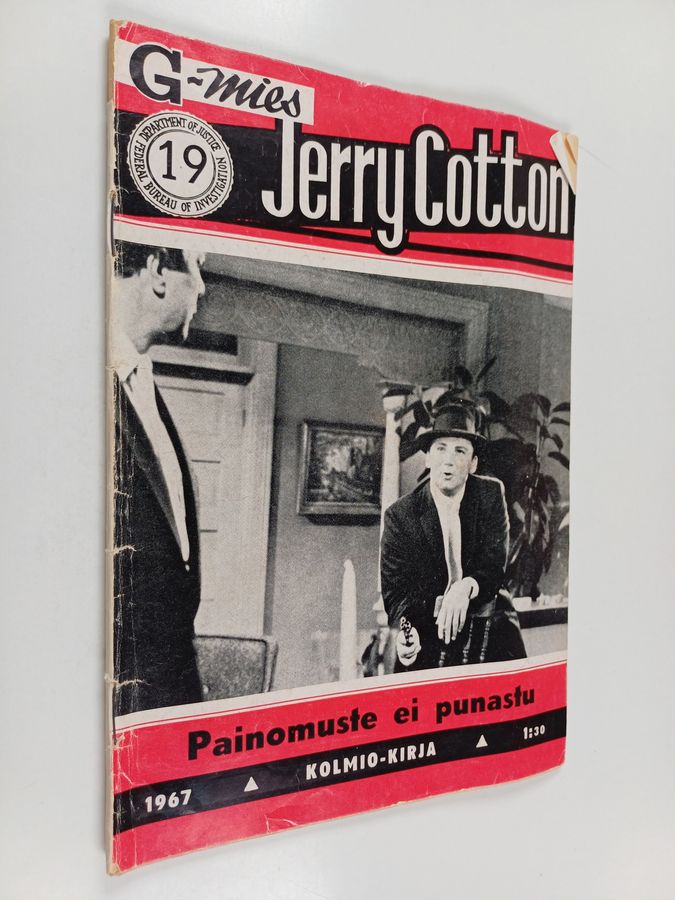 G-mies
DEPARTMENT OF JUSTICE
19
FEDERAL BUREAU OF INVESTIGATION
Jerry Cotton
Painomuste ei punastu
1967 ▲ KOLMIO-KIRJA ▲ 1:30